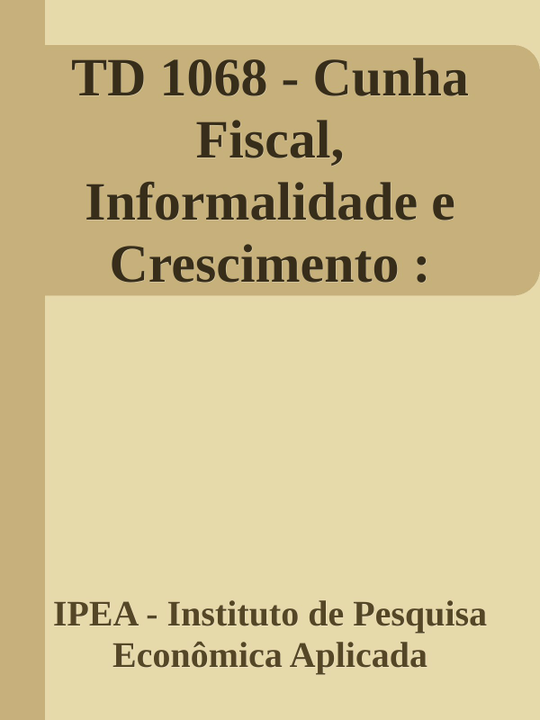 TD 1068 - Cunha
Fiscal,
Informalidade e
Crescimento :
IPEA - Instituto de Pesquisa
Econômica Aplicada